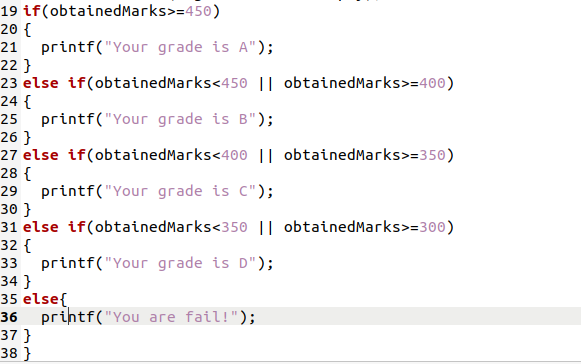 19 if(obtainedMarks>=450)
20 {
21   printf("Your grade is A");
22 }
23 else if(obtainedMarks<450 || obtainedMarks>=400)
24 {
25   printf("Your grade is B");
26 }
27 else if(obtainedMarks<400 || obtainedMarks>=350)
28 {
29   printf("Your grade is C");
30 }
31 else if(obtainedMarks<350 || obtainedMarks>=300)
32 {
33   printf("Your grade is D");
34 }
35 else{
36   printf("You are fail!");
37 }
38 }